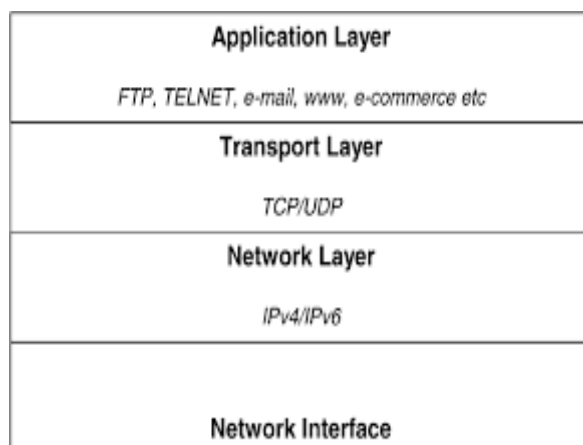 Application Layer
FTP, TELNET, e-mail, www, e-commerce etc
Transport Layer
TCP/UDP
Network Layer
IPv4/IPv6
Network Interface